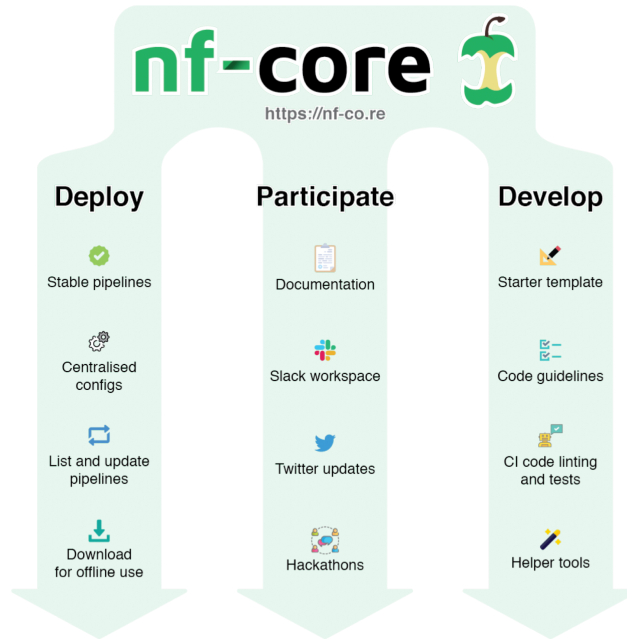 nf-core
https://nf-co.re
Deploy
Stable pipelines
Centralised
configs
List and update
pipelines
Download
for offline use
Participate
Documentation
Slack workspace
Twitter updates
Hackathons
Develop
Starter template
Code guidelines
CI code linting
and tests
Helper tools